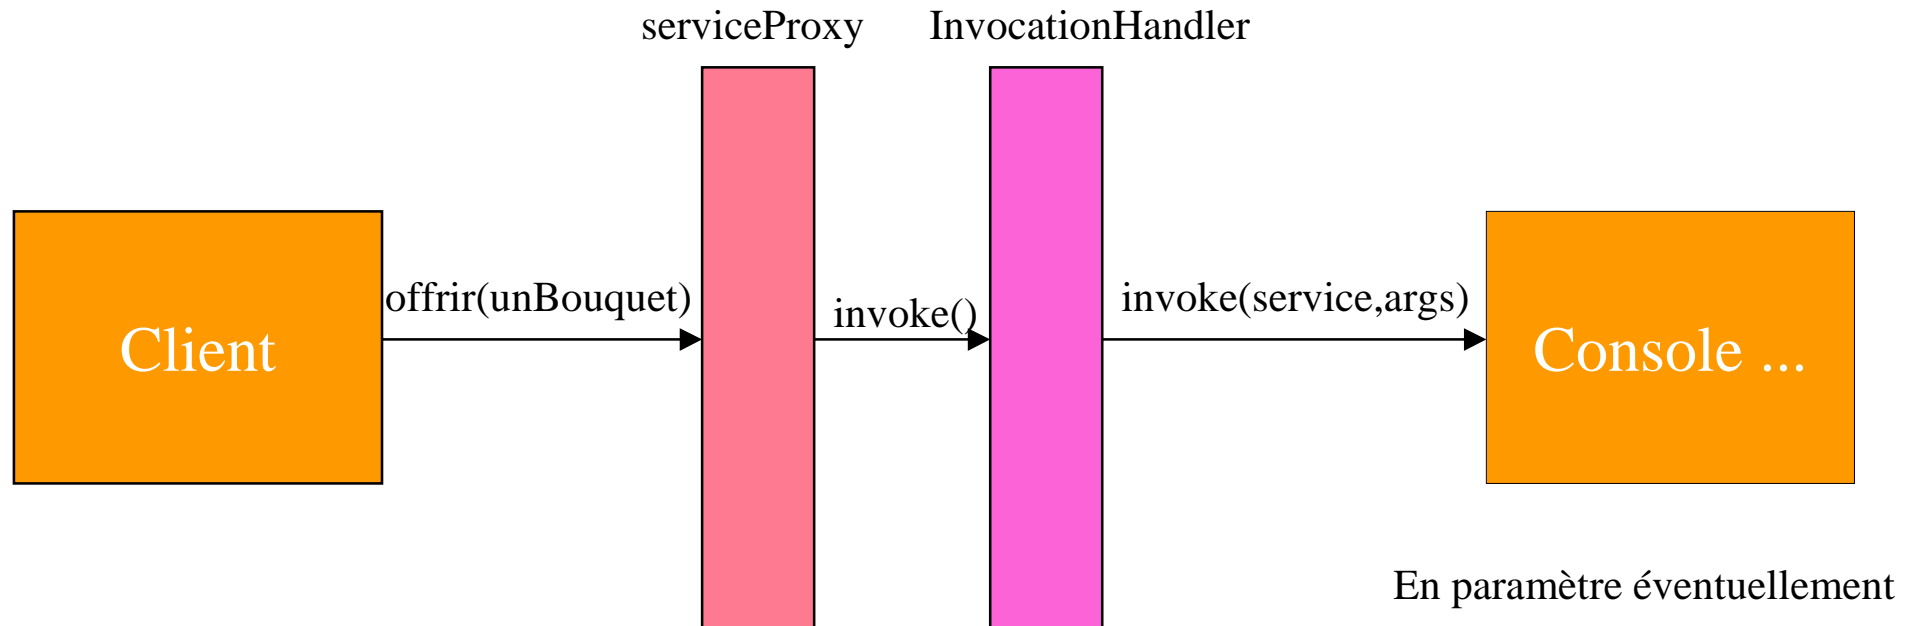 serviceProxy
InvocationHandler
offrir(unBouquet)
invoke()
invoke(service,args)
Client
Console ...
En paramètre éventuellement